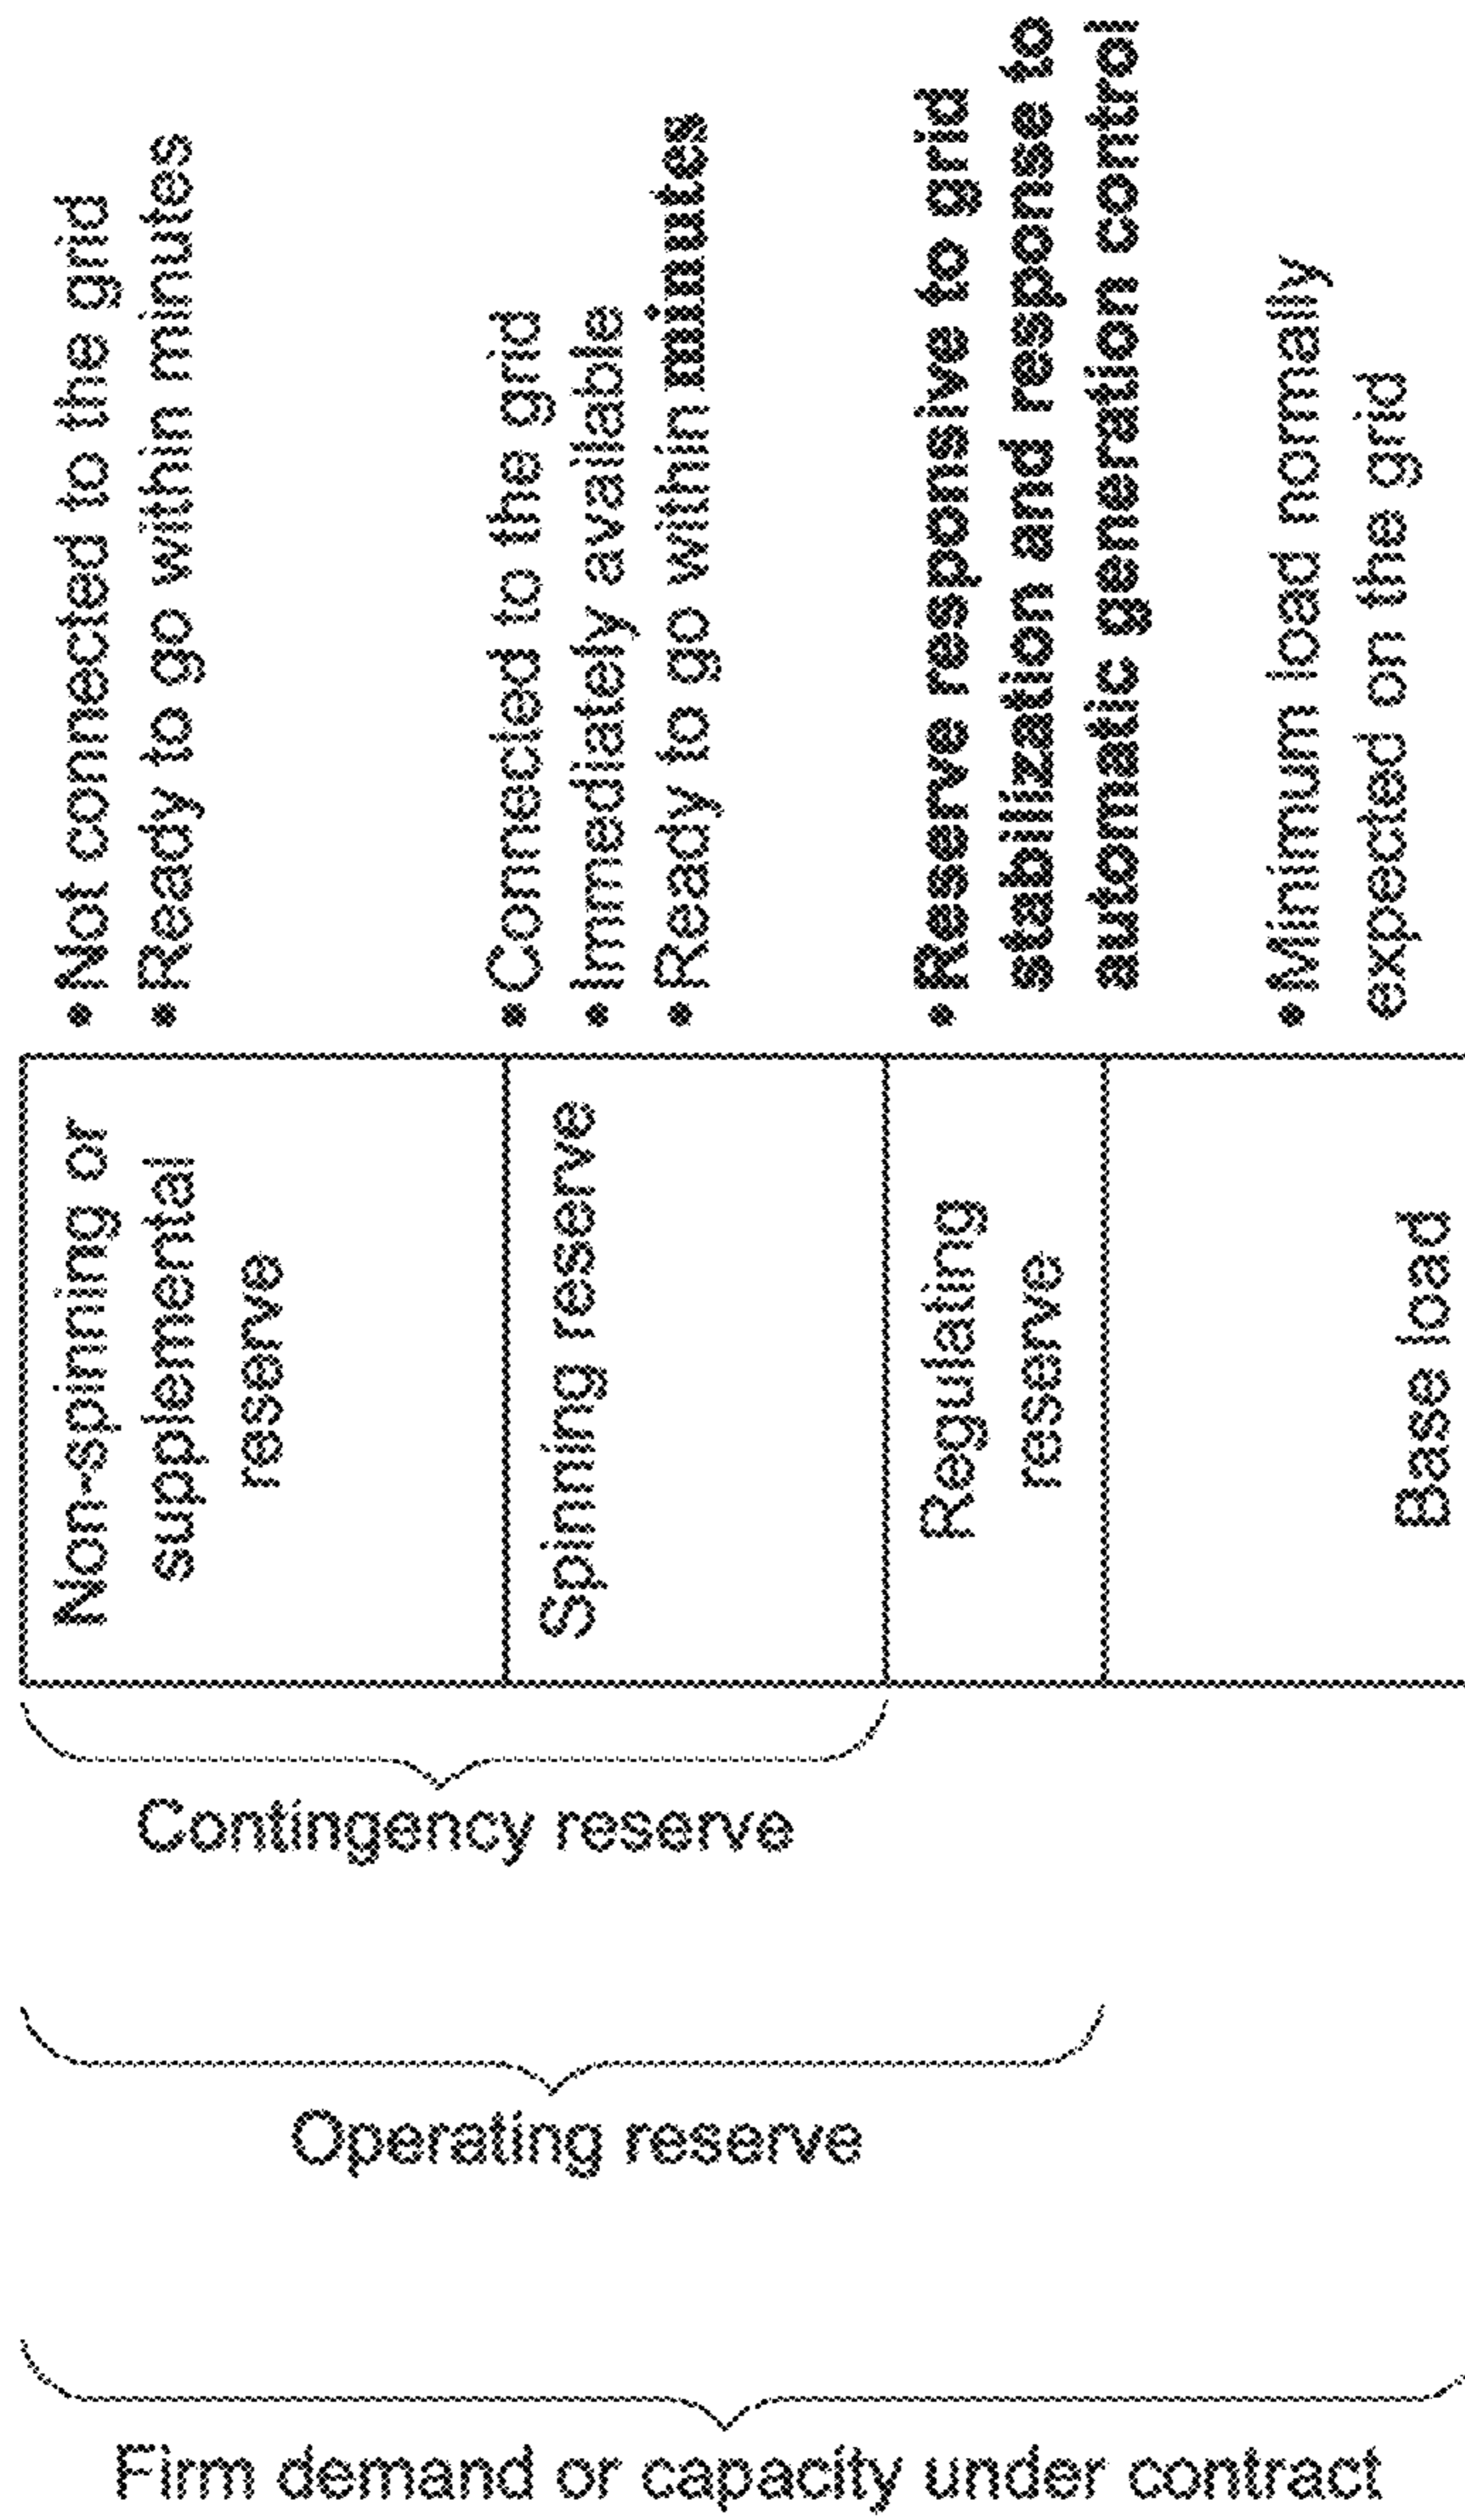 Non-spinning or
supplemental
reserve
• Not connected to the grid
• Ready to go within minutes
Spinning reserve
• Connected to the grid
• Immediately available
• Ready to go within minutes
Regulating
reserve
• Reserve responsive to grid
stabilization and response to
automatic generation control
Base load
• Minimum load normally
expected on the grid
Contingency reserve
Operating reserve
Firm demand or capacity under contract